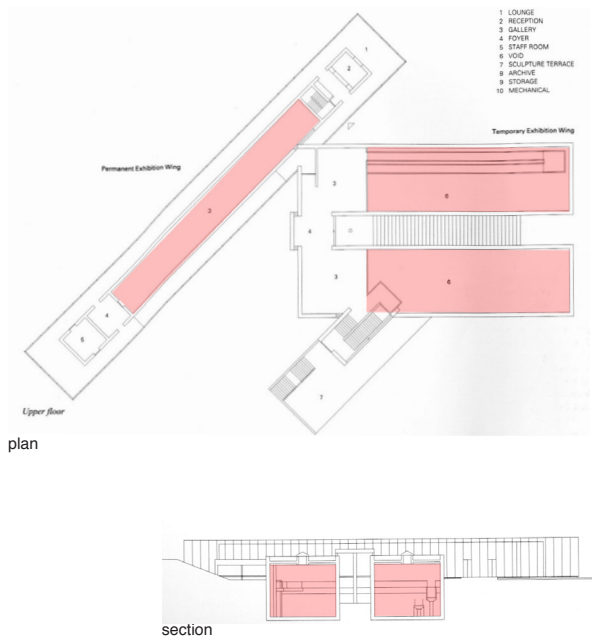 1 LOUNGE
2 RECEPTION
3 GALLERY
4 FOYER
5 STAFF ROOM
6 VOID
7 SCULPTURE TERRACE
8 ARCHIVE
9 STORAGE
10 MECHANICAL
1
2
Temporary Exhibition Wing
Permanent Exhibition Wing
3
6
3
4
3
6
4
5
7
Upper floor
plan
section